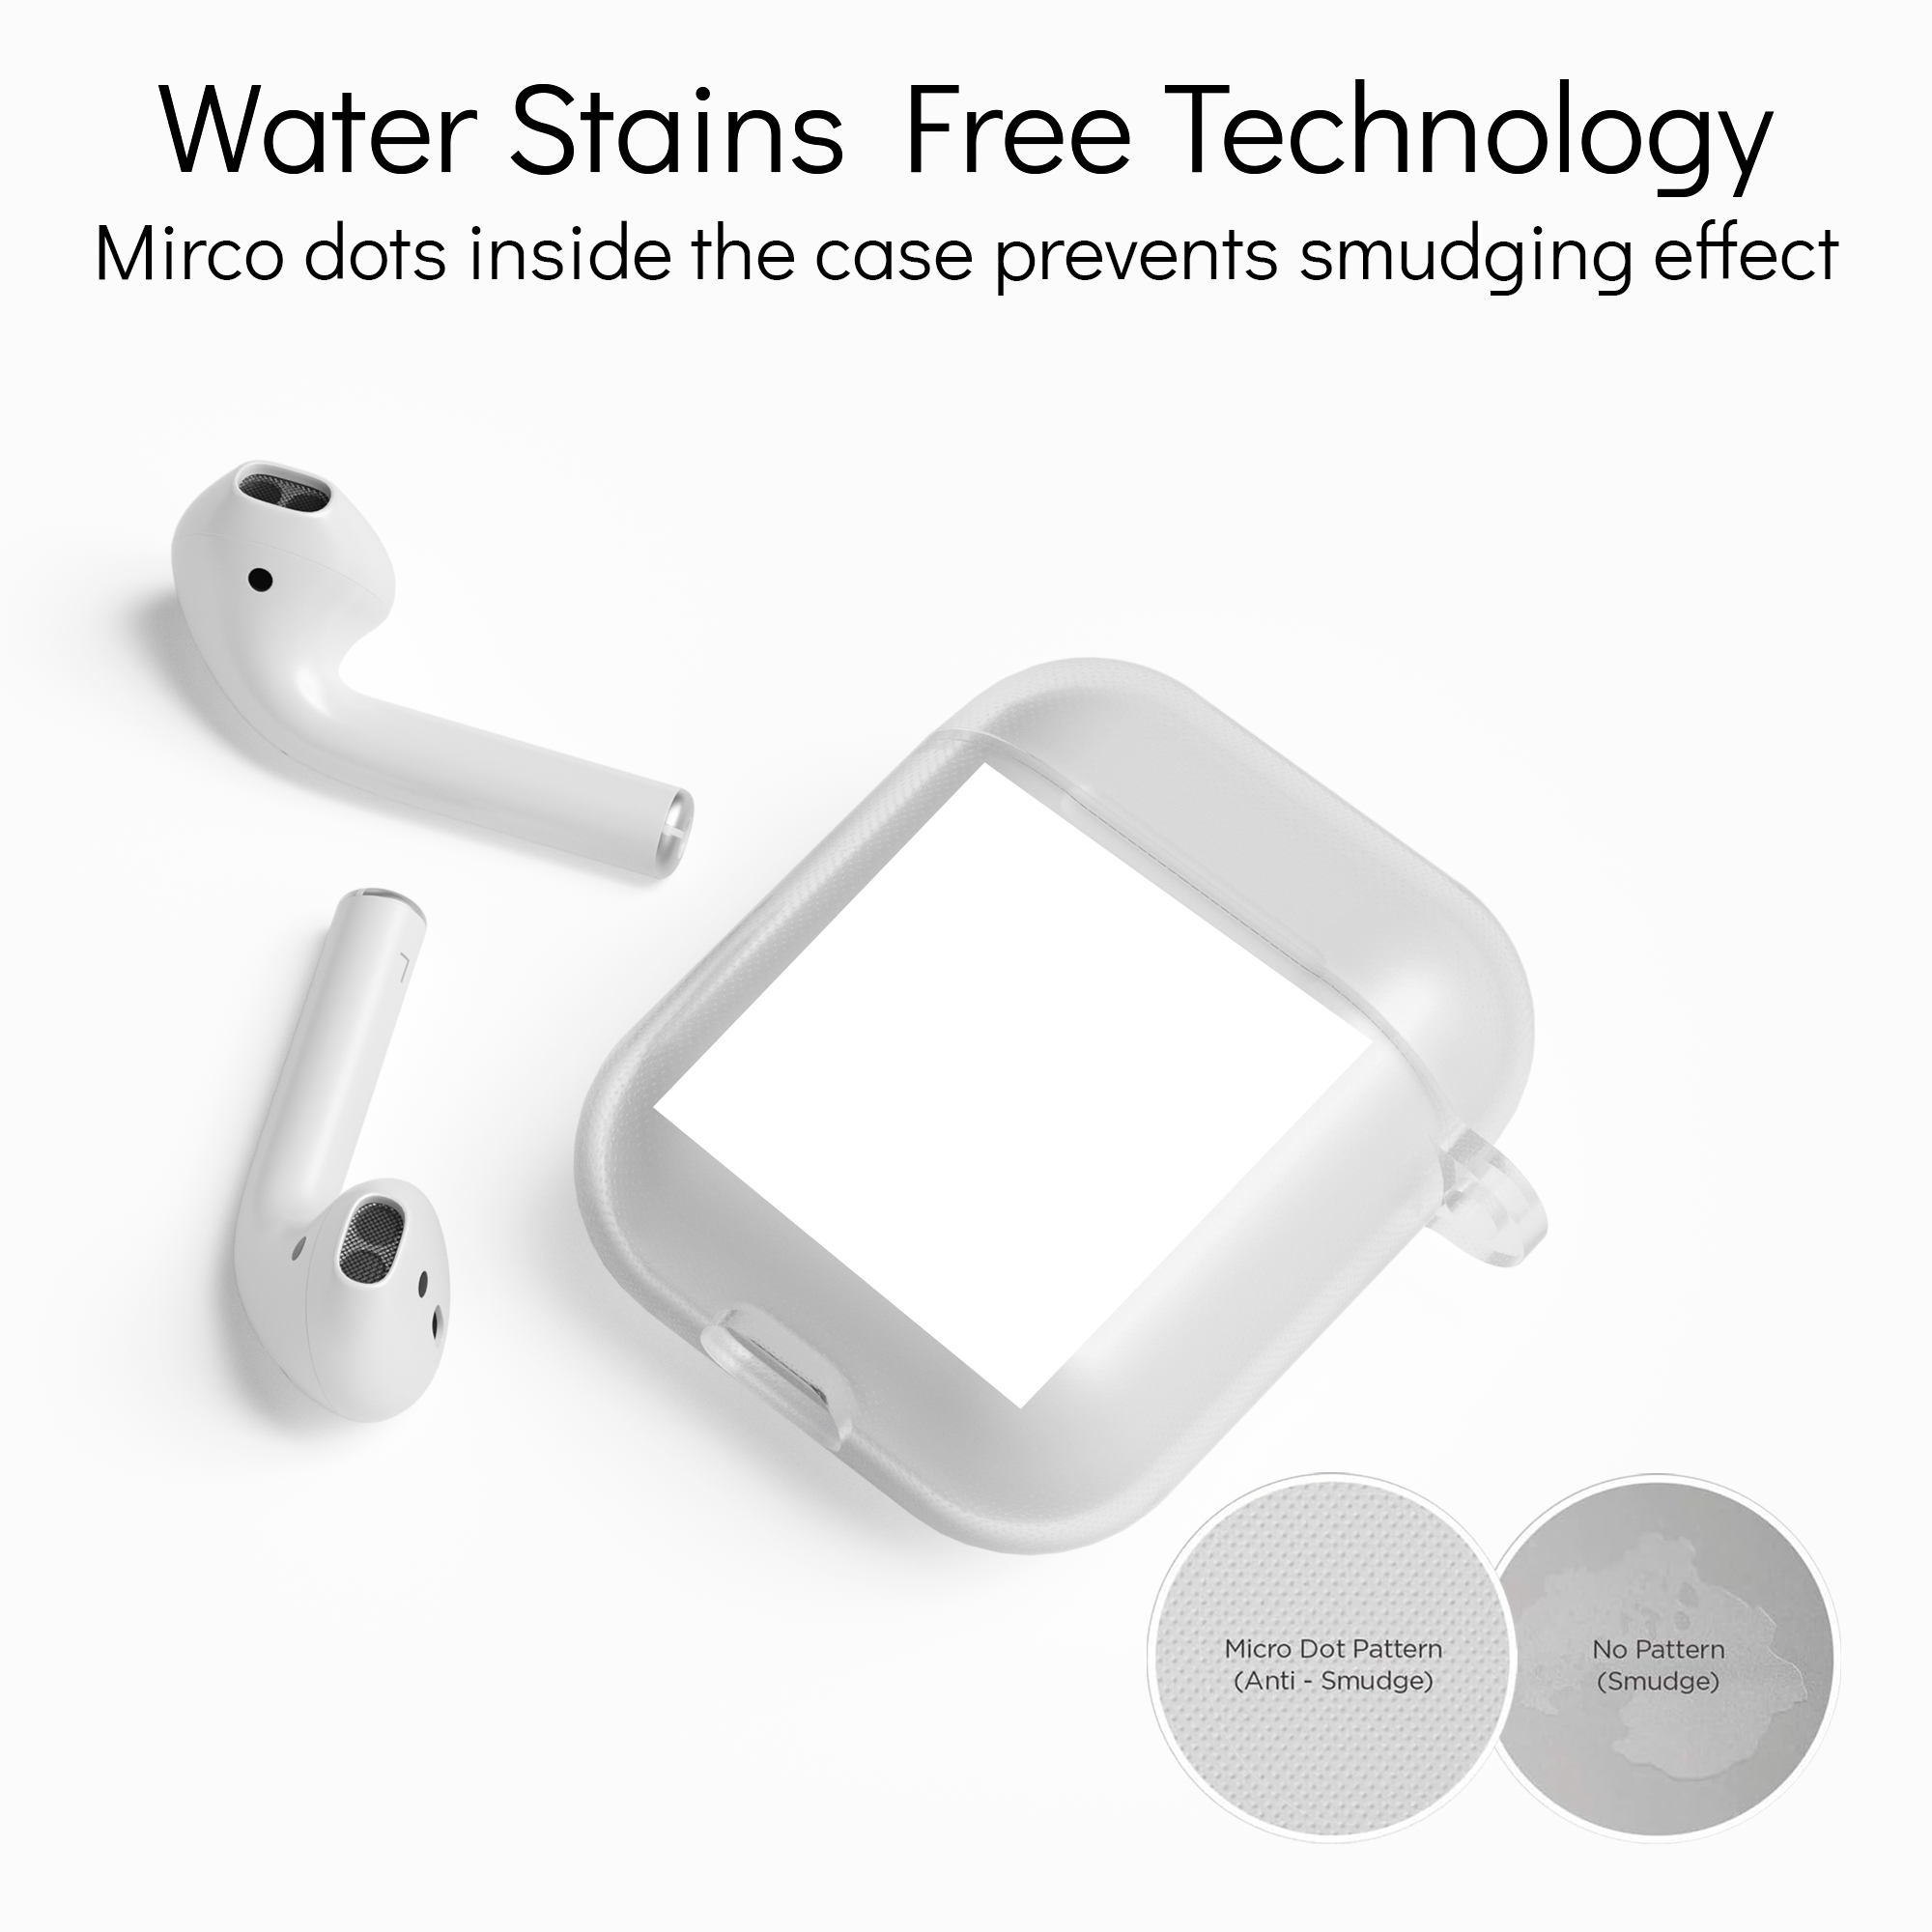 Water Stains  Free Technology
Mirco dots inside the case prevents smudging effect
L
Micro Dot Pattern
(Anti - Smudge)
No Pattern
(Smudge)